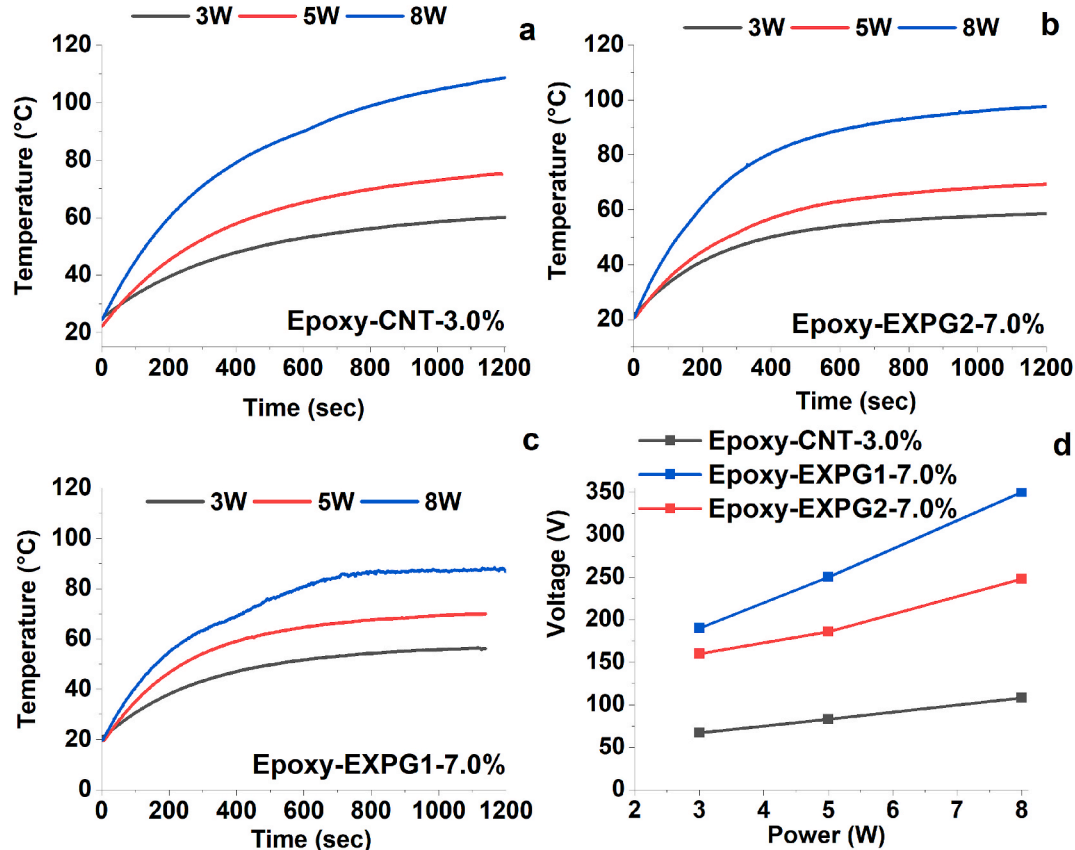 3W 5W 8W
a
120
100
80
60
40
20
Temperature (°C)
0 200 400 600 800 1000 1200
Time (sec)
Epoxy-CNT-3.0%
3W 5W 8W
b
120
100
80
60
40
20
Temperature (°C)
0 200 400 600 800 1000 1200
Time (sec)
Epoxy-EXPG2-7.0%
c
3W 5W 8W
120
100
80
60
40
20
0
Temperature (°C)
0 200 400 600 800 1000 1200
Time (sec)
Epoxy-EXPG1-7.0%
d
Epoxy-CNT-3.0%
Epoxy-EXPG1-7.0%
Epoxy-EXPG2-7.0%
350
300
250
200
150
100
50
0
Voltage (V)
2 3 4 5 6 7 8
Power (W)